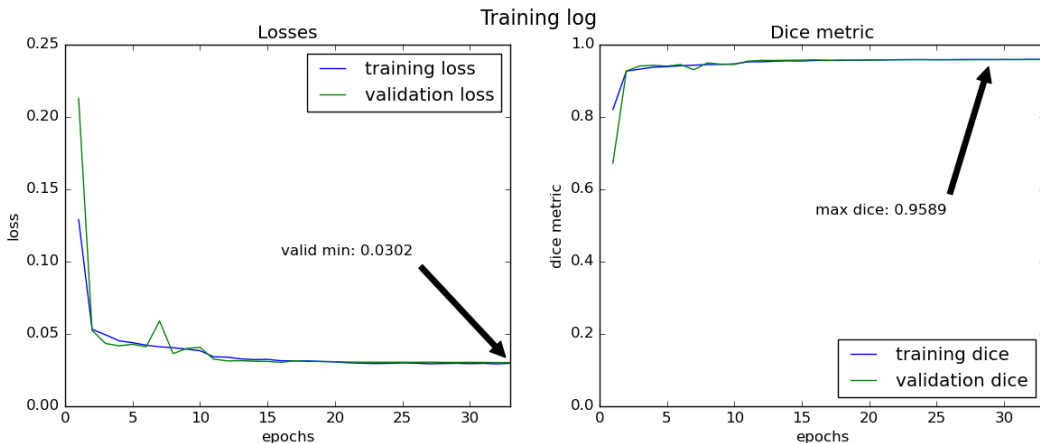 Training log
Losses
0.25
0.20
0.15
0.10
0.05
0.00
loss
0 5 10 15 20 25 30
epochs
training loss
validation loss
valid min: 0.0302
Dice metric
1.0
0.8
0.6
0.4
0.2
0.0
dice metric
0 5 10 15 20 25 30
epochs
max dice: 0.9589
training dice
validation dice